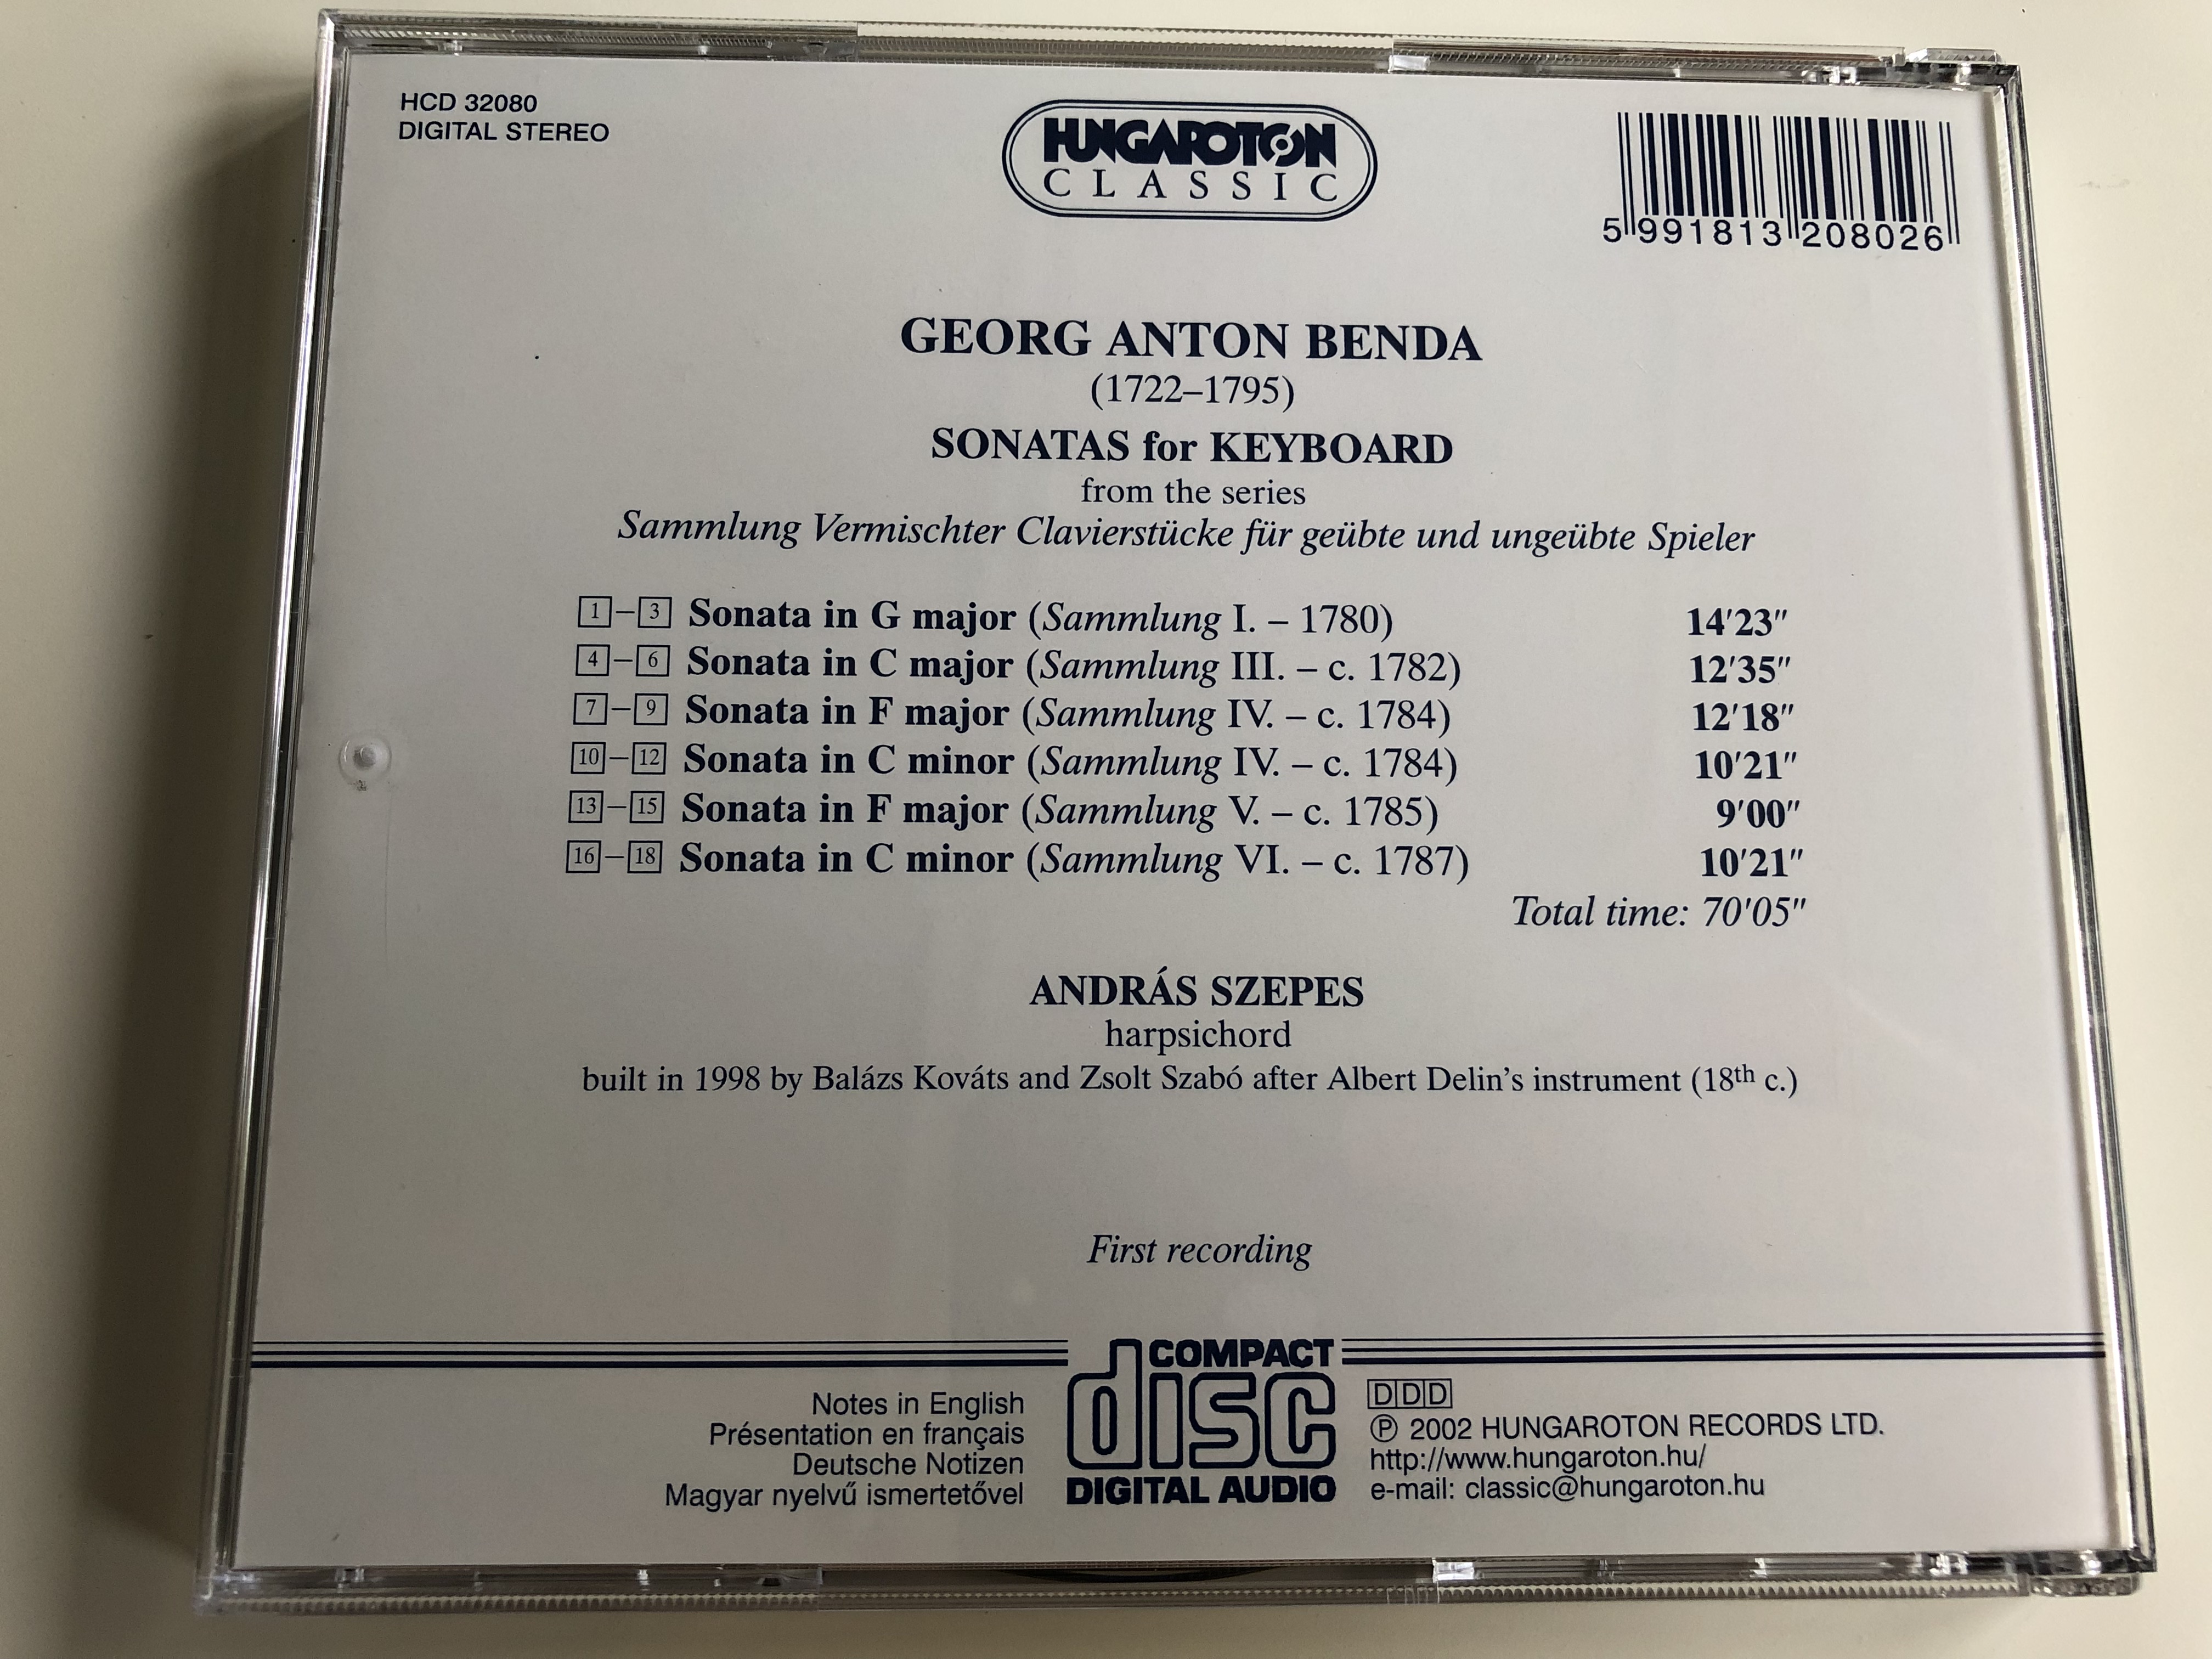 HCD 32080
DIGITAL STEREO
HUNGAROTON
CLASSIC
5 991813 208026
GEORG ANTON BENDA
(1722–1795)
SONATAS for KEYBOARD
from the series
Sammlung Vermischter Clavierstücke für geübte und ungeübte Spieler
1–3 Sonata in G major (Sammlung I. – 1780) 14'23"
4–6 Sonata in C major (Sammlung III. – c. 1782) 12'35"
7–9 Sonata in F major (Sammlung IV. – c. 1784) 12'18"
10–12 Sonata in C minor (Sammlung IV. – c. 1784) 10'21"
13–15 Sonata in F major (Sammlung V. – c. 1785) 9'00"
16–18 Sonata in C minor (Sammlung VI. – c. 1787) 10'21"
Total time: 70'05"
ANDRÁS SZEPES
harpsichord
built in 1998 by Balázs Kováts and Zsolt Szabó after Albert Delin's instrument (18th c.)
First recording
Notes in English
Présentation en français
Deutsche Notizen
Magyar nyelvű ismertetővel
COMPACT
disc
DIGITAL AUDIO
DDD
℗ 2002 HUNGAROTON RECORDS LTD.
http://www.hungaroton.hu/
e-mail: classic@hungaroton.hu